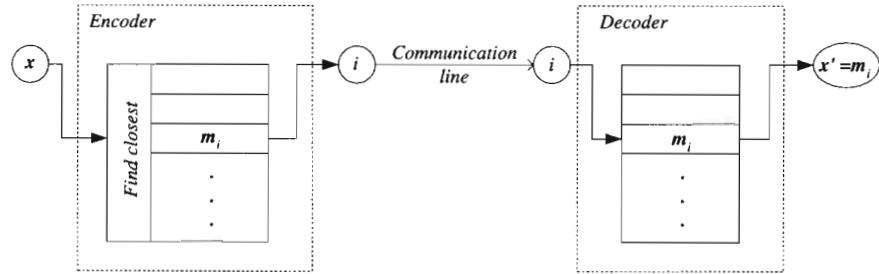 Encoder
Decoder
x
Find closest
m_i
.
.
.
i
Communication
line
i
m_i
.
.
.
x' = m_i